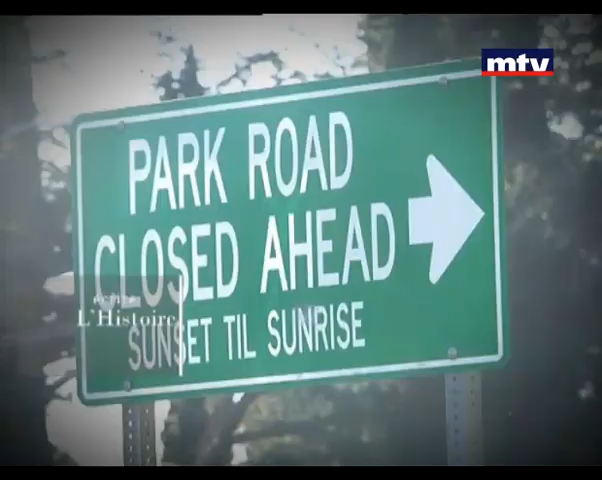 mtv
PARK ROAD
CLOSED AHEAD
SUNSET TIL SUNRISE
L'Histoire